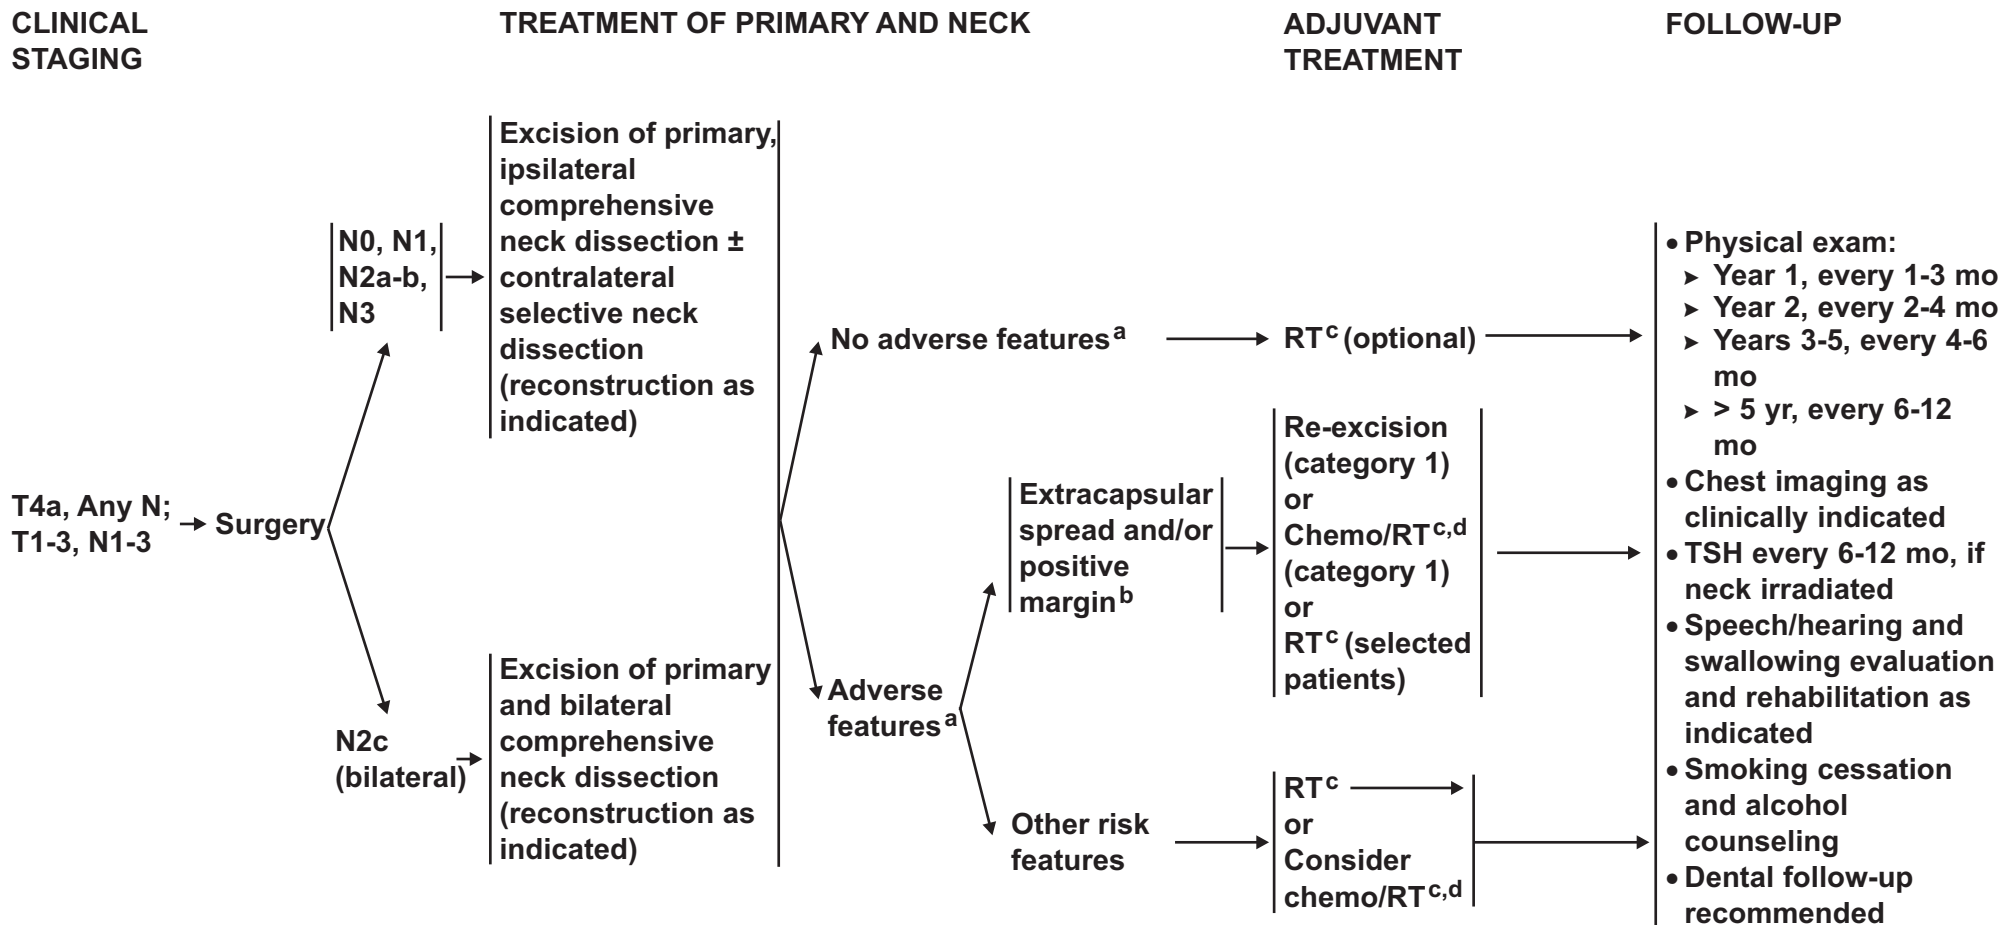 CLINICAL
STAGING
TREATMENT OF PRIMARY AND NECK
ADJUVANT
TREATMENT
FOLLOW-UP
T4a, Any N;
T1-3, N1-3
Surgery
N0, N1,
N2a-b,
N3
Excision of primary,
ipsilateral
comprehensive
neck dissection ±
contralateral
selective neck
dissection
(reconstruction as
indicated)
N2c
(bilateral)
Excision of primary
and bilateral
comprehensive
neck dissection
(reconstruction as
indicated)
No adverse features a
RT c (optional)
Adverse
features a
Extracapsular
spread and/or
positive
margin b
Re-excision
(category 1)
or
Chemo/RT c,d
(category 1)
or
RT c (selected
patients)
Other risk
features
RT c
or
Consider
chemo/RT c,d
• Physical exam:
➤ Year 1, every 1-3 mo
➤ Year 2, every 2-4 mo
➤ Years 3-5, every 4-6
mo
➤ > 5 yr, every 6-12
mo
• Chest imaging as
clinically indicated
• TSH every 6-12 mo, if
neck irradiated
• Speech/hearing and
swallowing evaluation
and rehabilitation as
indicated
• Smoking cessation
and alcohol
counseling
• Dental follow-up
recommended